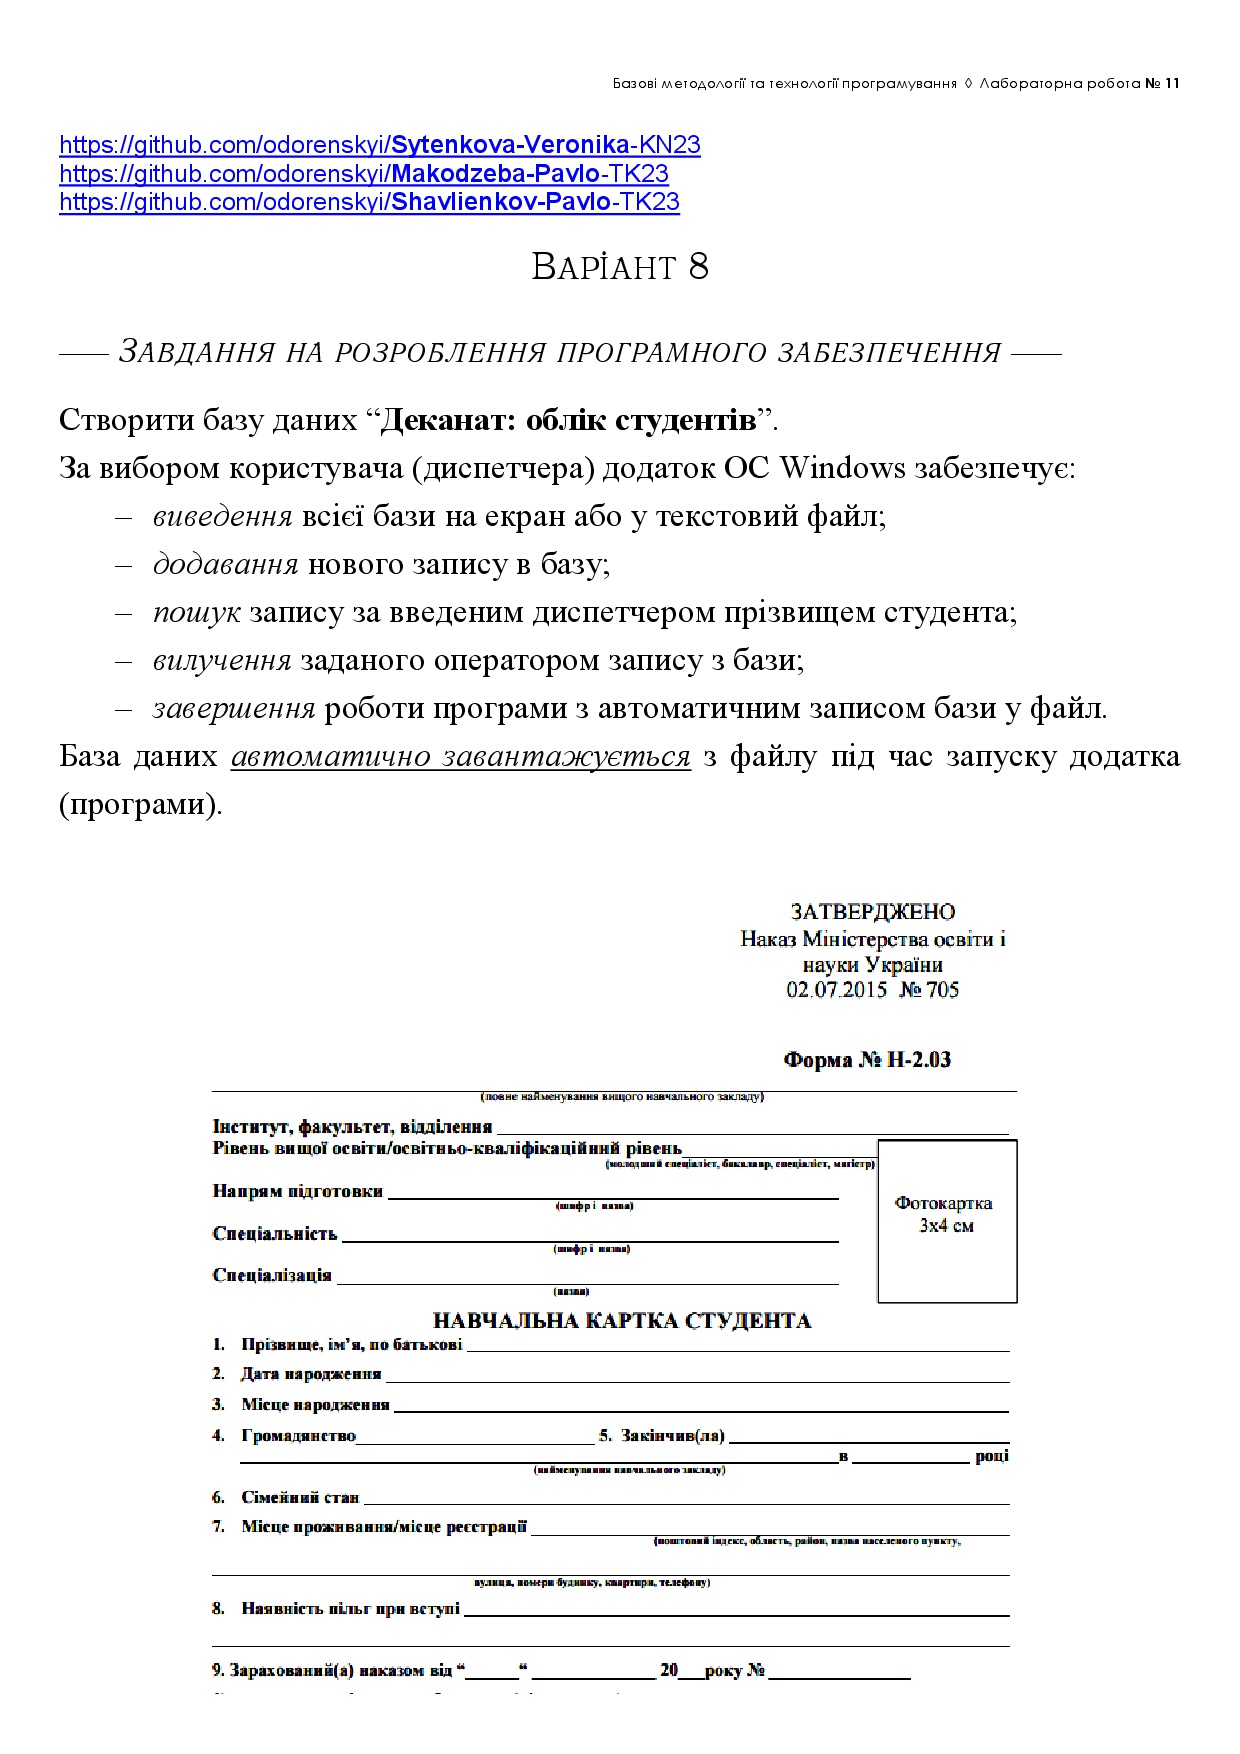 Базові методології та технології програмування ◊ Лабораторна робота № 11
https://github.com/odorenskyi/Sytenkova-Veronika-KN23
https://github.com/odorenskyi/Makodzeba-Pavlo-TK23
https://github.com/odorenskyi/Shavlienkov-Pavlo-TK23
ВАРІАНТ 8
—— ЗАВДАННЯ НА РОЗРОБЛЕННЯ ПРОГРАМНОГО ЗАБЕЗПЕЧЕННЯ ——
Створити базу даних “Деканат: облік студентів”.
За вибором користувача (диспетчера) додаток ОС Windows забезпечує:
– виведення всієї бази на екран або у текстовий файл;
– додавання нового запису в базу;
– пошук запису за введеним диспетчером прізвищем студента;
– вилучення заданого оператором запису з бази;
– завершення роботи програми з автоматичним записом бази у файл.
База даних автоматично завантажується з файлу під час запуску додатка
(програми).
ЗАТВЕРДЖЕНО
Наказ Міністерства освіти і
науки України
02.07.2015 № 705
Форма № Н-2.03
(повне найменування вищого навчального закладу)
Інститут, факультет, відділення
Рівень вищої освіти/освітньо-кваліфікаційний рівень
(молодший спеціаліст, бакалавр, спеціаліст, магістр)
Напрям підготовки
(шифр і назва)
Фотокартка
3х4 см
Спеціальність
(шифр і назва)
Спеціалізація
(назва)
НАВЧАЛЬНА КАРТКА СТУДЕНТА
1. Прізвище, ім’я, по батькові
2. Дата народження
3. Місце народження
4. Громадянство 5. Закінчив(ла)
в році
(найменування навчального закладу)
6. Сімейний стан
7. Місце проживання/місце реєстрації
(поштовий індекс, область, район, назва населеного пункту,
вулиця, номери будинку, квартири, телефону)
8. Наявність пільг при вступі
9. Зарахований(а) наказом від “______“ ______________ 20___року № ________________